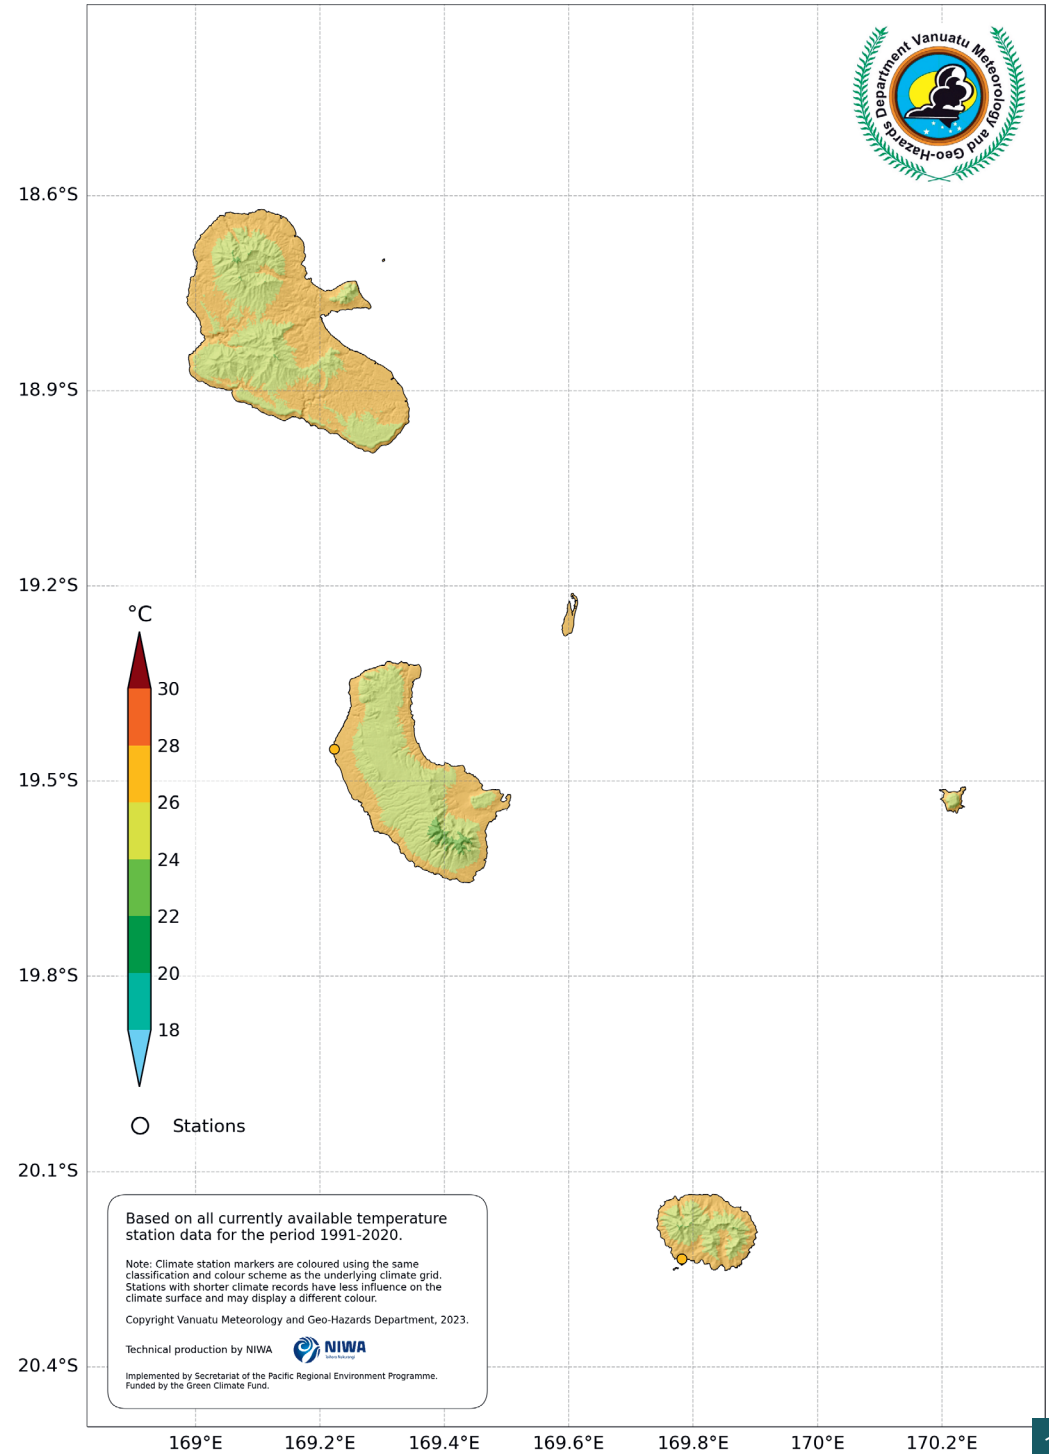 Vanuatu Meteorology and Geo-Hazards Department
18.6°S
18.9°S
19.2°S
°C
30
28
19.5°S
26
24
22
19.8°S
20
18
Stations
20.1°S
Based on all currently available temperature
station data for the period 1991-2020.
Note: Climate station markers are coloured using the same
classification and colour scheme as the underlying climate grid.
Stations with shorter climate records have less influence on the
climate surface and may display a different colour.
Copyright Vanuatu Meteorology and Geo-Hazards Department, 2023.
Technical production by NIWA
NIWA
Taihoro Nukurangi
20.4°S
Implemented by Secretariat of the Pacific Regional Environment Programme.
Funded by the Green Climate Fund.
169°E 169.2°E 169.4°E 169.6°E 169.8°E 170°E 170.2°E